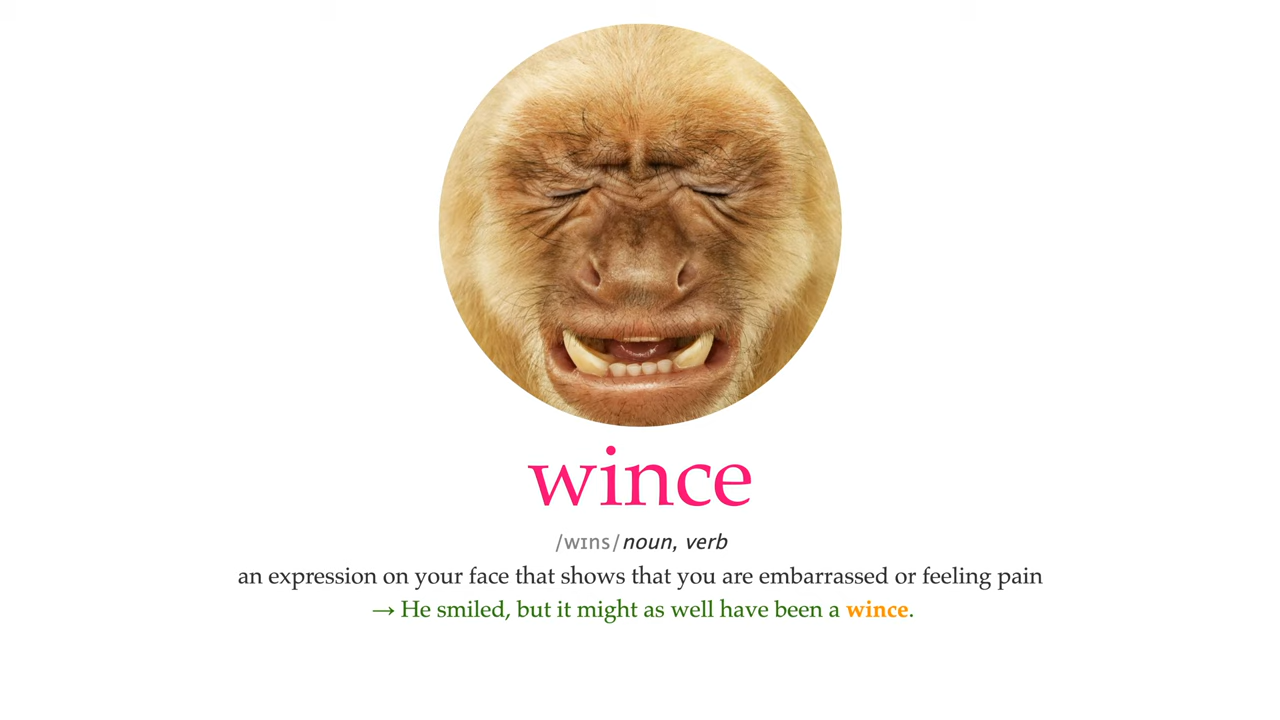 wince
/wɪns/ noun, verb
an expression on your face that shows that you are embarrassed or feeling pain
→ He smiled, but it might as well have been a wince.